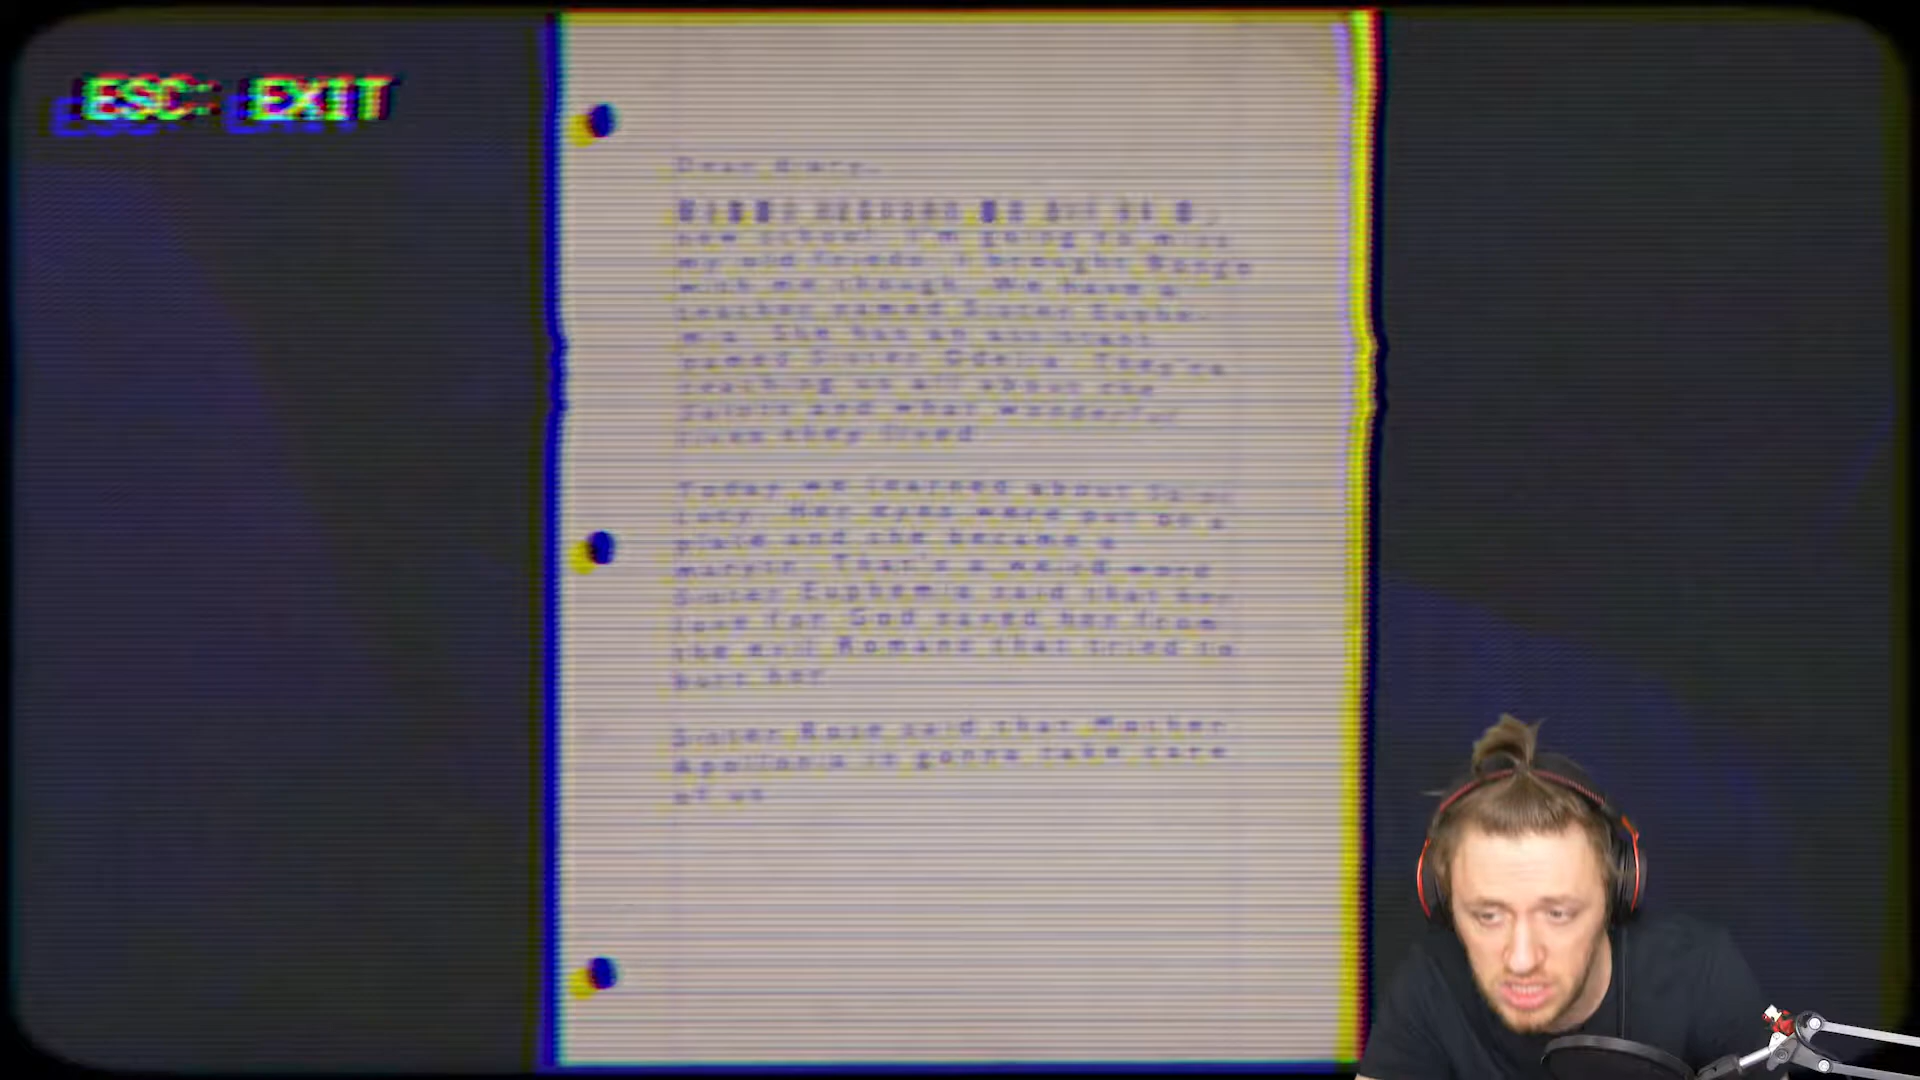 ESC: EXIT
Dear diary,
new school. I'm going to miss
my old frieds. I brought Bongo
with me though. We have a
teacher named Sister Euphe-
mia. She has an assistant
named Sister Odelia. They're
teaching us all about the
Saints and what wonderful
lives they lived.
Today we learned about Saint
Lucy. Her eyes were put on a
plate and she became a
marytr. That's a weird word.
Sister Euphemia said that her
love for God saved her from
the evil Romans that tried to
hurt her.
Sister Rose said that Mother
Apollonia is gonna take care
of us.